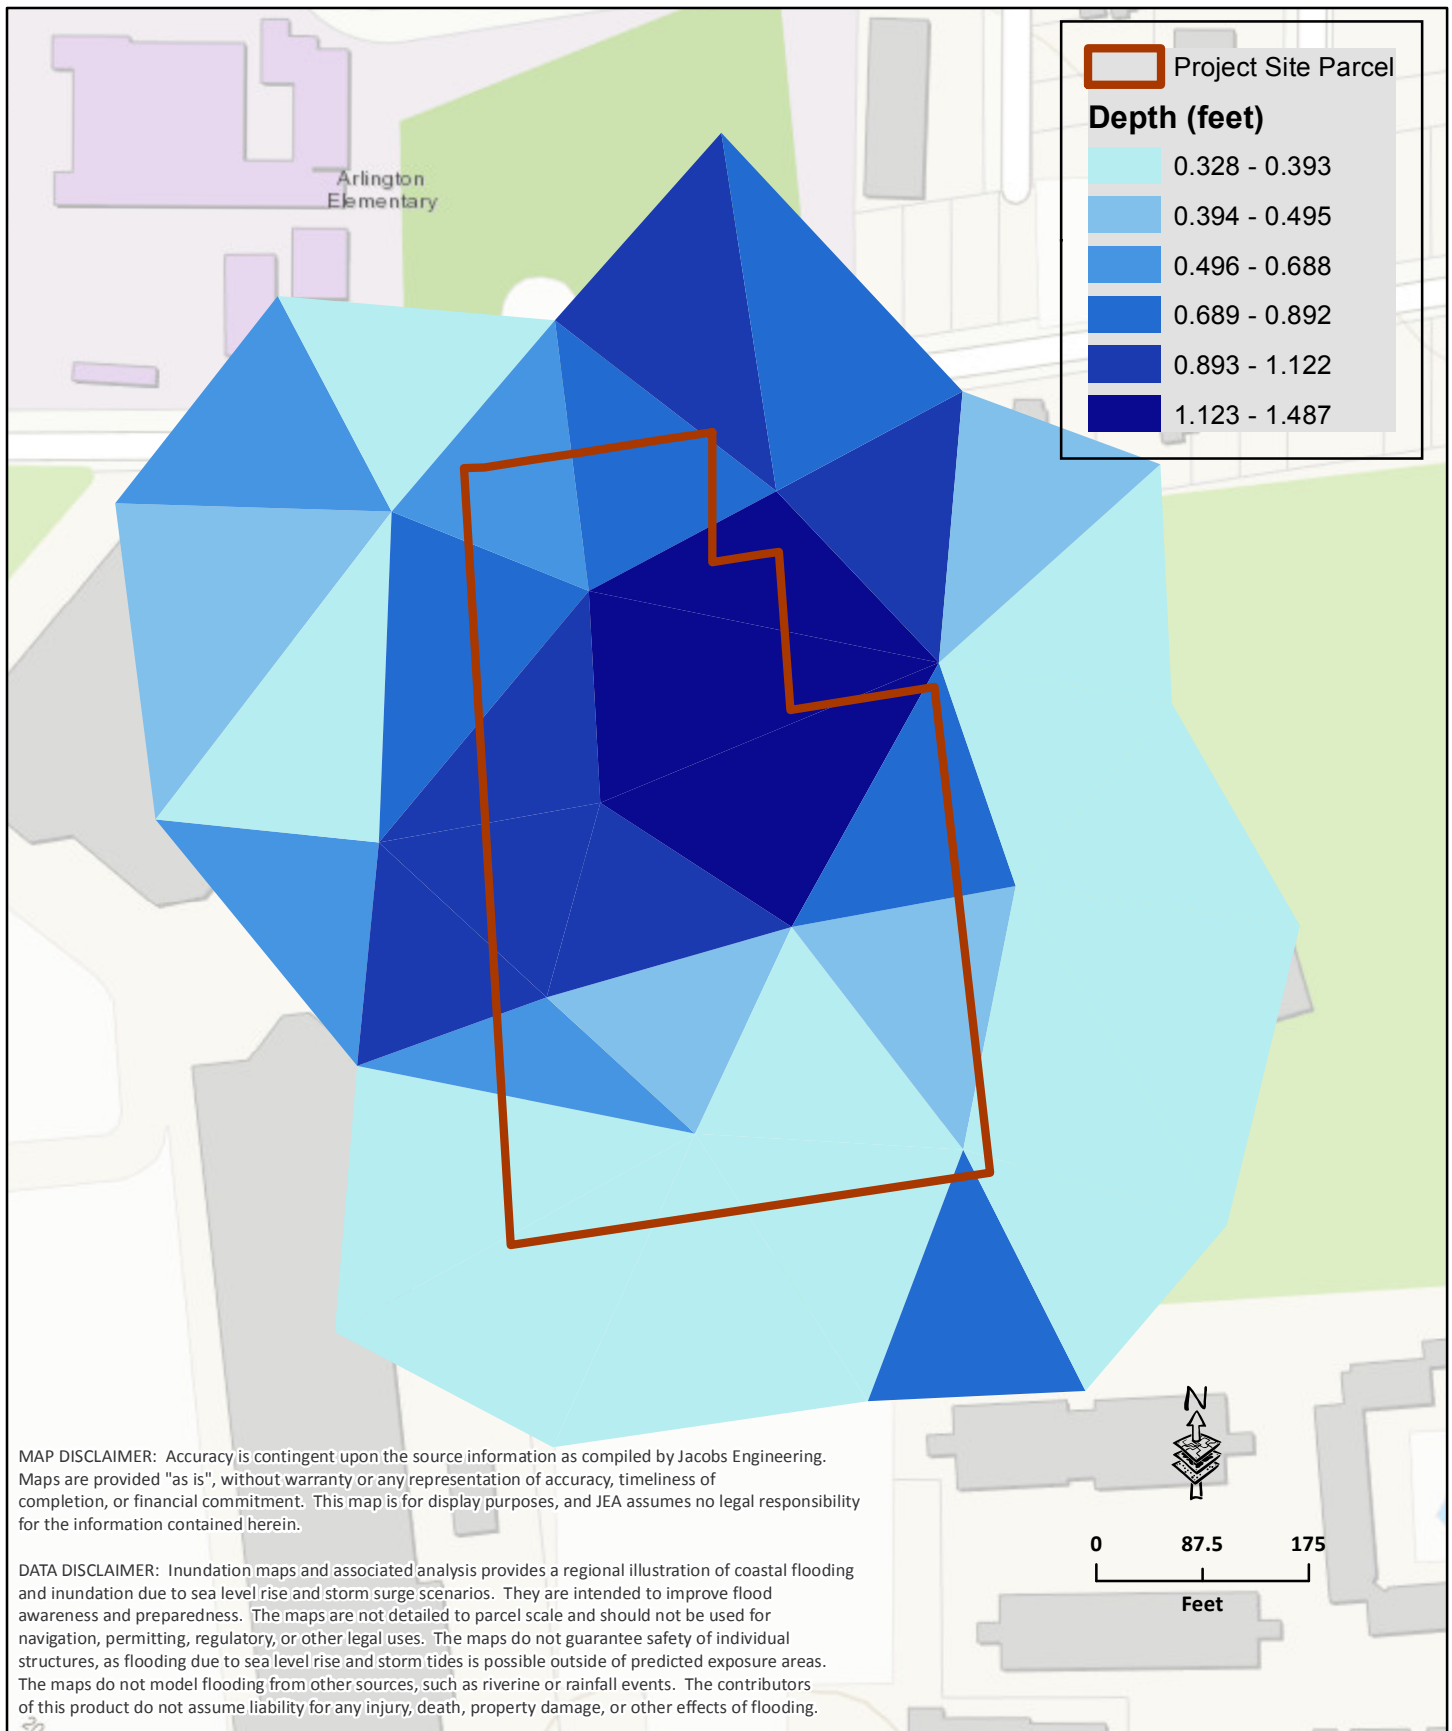 Project Site Parcel
Depth (feet)
0.328 - 0.393
0.394 - 0.495
0.496 - 0.688
0.689 - 0.892
0.893 - 1.122
1.123 - 1.487
Arlington
Elementary
N
0 87.5 175
Feet
MAP DISCLAIMER: Accuracy is contingent upon the source information as compiled by Jacobs Engineering.
Maps are provided "as is", without warranty or any representation of accuracy, timeliness of
completion, or financial commitment. This map is for display purposes, and JEA assumes no legal responsibility
for the information contained herein.
DATA DISCLAIMER: Inundation maps and associated analysis provides a regional illustration of coastal flooding
and inundation due to sea level rise and storm surge scenarios. They are intended to improve flood
awareness and preparedness. The maps are not detailed to parcel scale and should not be used for
navigation, permitting, regulatory, or other legal uses. The maps do not guarantee safety of individual
structures, as flooding due to sea level rise and storm tides is possible outside of predicted exposure areas.
The maps do not model flooding from other sources, such as riverine or rainfall events. The contributors
of this product do not assume liability for any injury, death, property damage, or other effects of flooding.
20